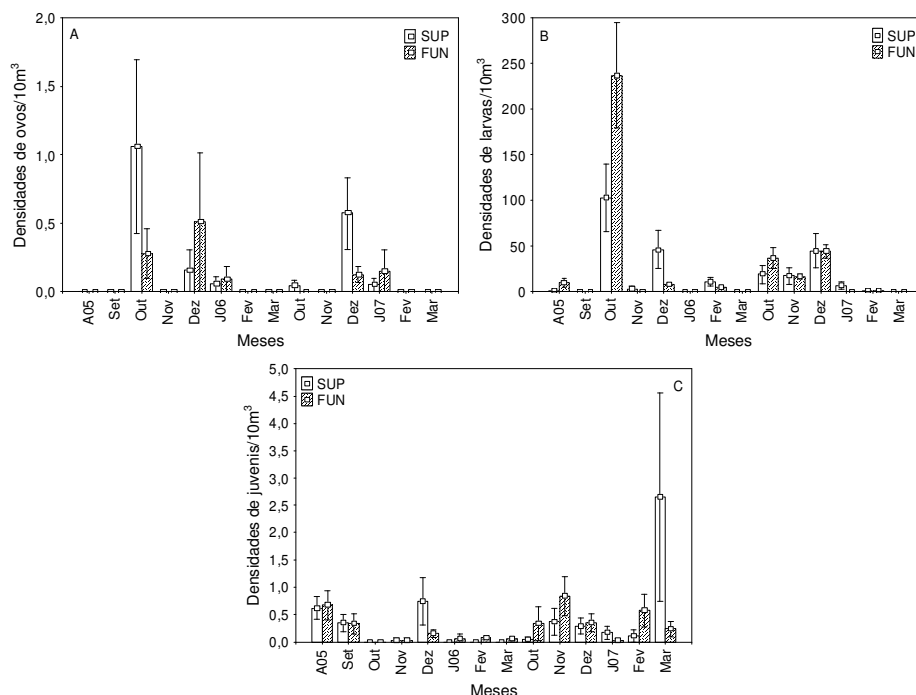 A
SUP
FUN
Densidades de ovos/10m³
2,0
1,5
1,0
0,5
0,0
A05 Set Out Nov Dez J06 Fev Mar Out Nov Dez J07 Fev Mar
Meses
B
SUP
FUN
Densidades de larvas/10m³
300
250
200
150
100
50
0
A05 Set Out Nov Dez J06 Fev Mar Out Nov Dez J07 Fev Mar
Meses
C
SUP
FUN
Densidades de juvenis/10m³
5,0
4,5
4,0
3,5
3,0
2,5
2,0
1,5
1,0
0,5
0,0
A05 Set Out Nov Dez J06 Fev Mar Out Nov Dez J07 Fev Mar
Meses